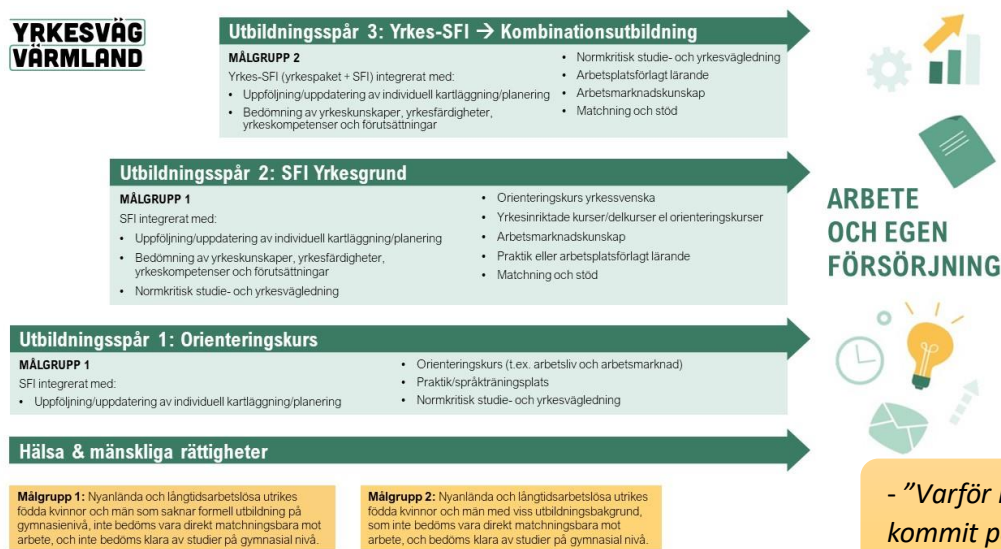 YRKESVÄG
VÄRMLAND
Utbildningsspår 3: Yrkes-SFI → Kombinationsutbildning
MÅLGRUPP 2
Yrkes-SFI (yrkespaket + SFI) integrerat med:
• Uppföljning/uppdatering av individuell kartläggning/planering
• Bedömning av yrkeskunskaper, yrkesfärdigheter,
yrkeskompetenser och förutsättningar
• Normkritisk studie- och yrkesvägledning
• Arbetsplatsförlagt lärande
• Arbetsmarknadskunskap
• Matchning och stöd
Utbildningsspår 2: SFI Yrkesgrund
MÅLGRUPP 1
SFI integrerat med:
• Uppföljning/uppdatering av individuell kartläggning/planering
• Bedömning av yrkeskunskaper, yrkesfärdigheter,
yrkeskompetenser och förutsättningar
• Normkritisk studie- och yrkesvägledning
• Orienteringskurs yrkessvenska
• Yrkesinriktade kurser/delkurser el orienteringskurser
• Arbetsmarknadskunskap
• Praktik eller arbetsplatsförlagt lärande
• Matchning och stöd
ARBETE
OCH EGEN
FÖRSÖRJNING
Utbildningsspår 1: Orienteringskurs
MÅLGRUPP 1
SFI integrerat med:
• Uppföljning/uppdatering av individuell kartläggning/planering
• Orienteringskurs (t.ex. arbetsliv och arbetsmarknad)
• Praktik/språkträningsplats
• Normkritisk studie- och yrkesvägledning
Hälsa & mänskliga rättigheter
Målgrupp 1: Nyanlända och långtidsarbetslösa utrikes
födda kvinnor och män som saknar formell utbildning på
gymnasienivå, inte bedöms vara direkt matchningsbara mot
arbete, och inte bedöms klara av studier på gymnasial nivå.
Målgrupp 2: Nyanlända och långtidsarbetslösa utrikes
födda kvinnor och män med viss utbildningsbakgrund,
som inte bedöms vara direkt matchningsbara mot
arbete, och bedöms klara av studier på gymnasial nivå.
- "Varför
kommit p